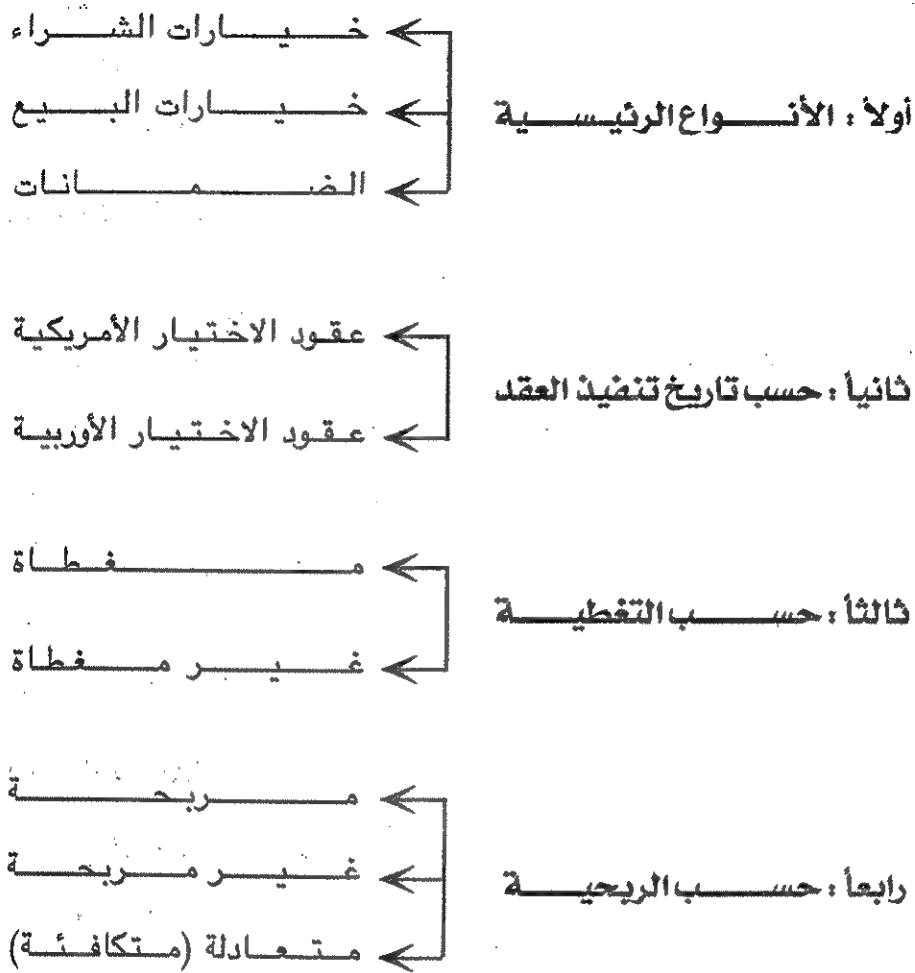 أولاً : الأنواع الرئيسية
خيارات الشراء
خيارات البيع
الضمانات
ثانياً : حسب تاريخ تنفيذ العقد
عقود الاختيار الأمريكية
عقود الاختيار الأوربية
ثالثاً : حسب التغطية
مغطاة
غير مغطاة
رابعاً : حسب الربحية
مربحة
غير مربحة
متعادلة (متكافئة)